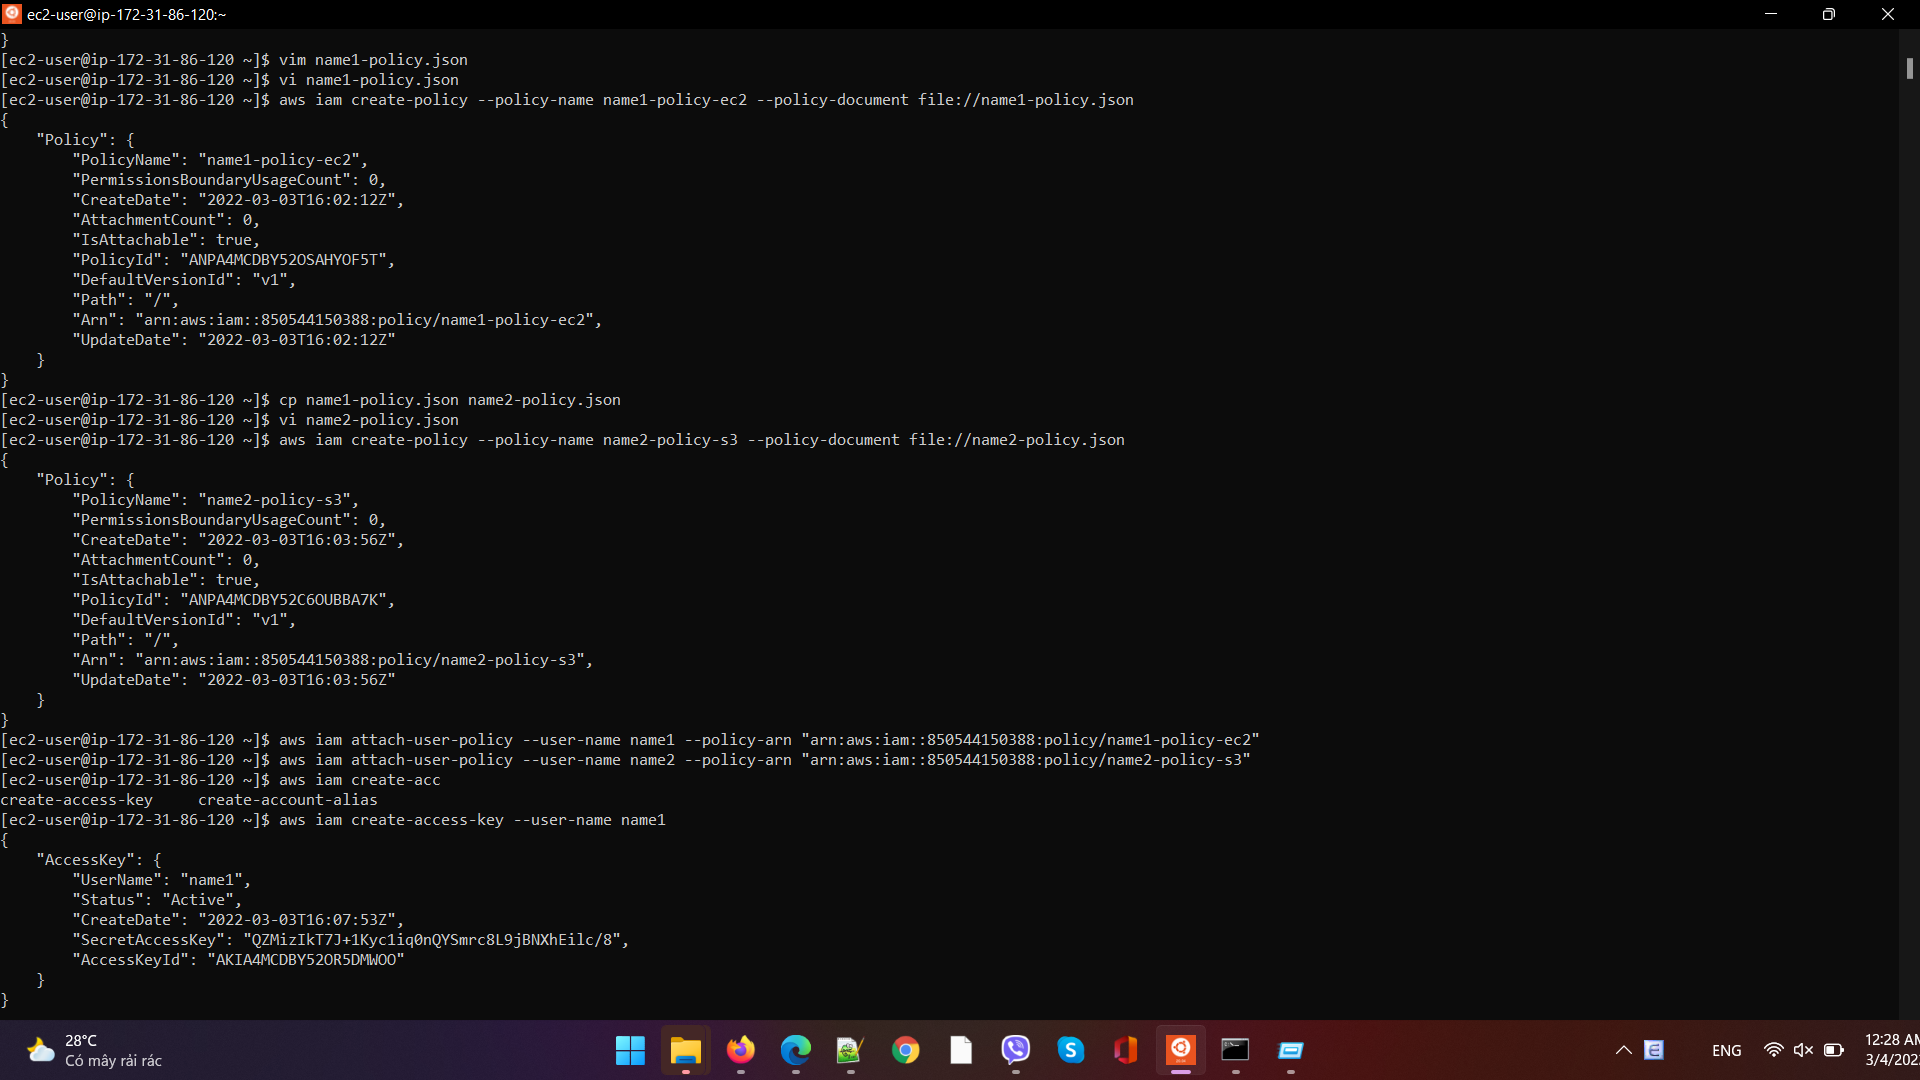 ec2-user@ip-172-31-86-120:~
}
[ec2-user@ip-172-31-86-120 ~]$ vim name1-policy.json
[ec2-user@ip-172-31-86-120 ~]$ vi name1-policy.json
[ec2-user@ip-172-31-86-120 ~]$ aws iam create-policy --policy-name name1-policy-ec2 --policy-document file://name1-policy.json
{
    "Policy": {
        "PolicyName": "name1-policy-ec2",
        "PermissionsBoundaryUsageCount": 0,
        "CreateDate": "2022-03-03T16:02:12Z",
        "AttachmentCount": 0,
        "IsAttachable": true,
        "PolicyId": "ANPA4MCDBY52OSAHYOF5T",
        "DefaultVersionId": "v1",
        "Path": "/",
        "Arn": "arn:aws:iam::850544150388:policy/name1-policy-ec2",
        "UpdateDate": "2022-03-03T16:02:12Z"
    }
}
[ec2-user@ip-172-31-86-120 ~]$ cp name1-policy.json name2-policy.json
[ec2-user@ip-172-31-86-120 ~]$ vi name2-policy.json
[ec2-user@ip-172-31-86-120 ~]$ aws iam create-policy --policy-name name2-policy-s3 --policy-document file://name2-policy.json
{
    "Policy": {
        "PolicyName": "name2-policy-s3",
        "PermissionsBoundaryUsageCount": 0,
        "CreateDate": "2022-03-03T16:03:56Z",
        "AttachmentCount": 0,
        "IsAttachable": true,
        "PolicyId": "ANPA4MCDBY52C6OUBBA7K",
        "DefaultVersionId": "v1",
        "Path": "/",
        "Arn": "arn:aws:iam::850544150388:policy/name2-policy-s3",
        "UpdateDate": "2022-03-03T16:03:56Z"
    }
}
[ec2-user@ip-172-31-86-120 ~]$ aws iam attach-user-policy --user-name name1 --policy-arn "arn:aws:iam::850544150388:policy/name1-policy-ec2"
[ec2-user@ip-172-31-86-120 ~]$ aws iam attach-user-policy --user-name name2 --policy-arn "arn:aws:iam::850544150388:policy/name2-policy-s3"
[ec2-user@ip-172-31-86-120 ~]$ aws iam create-acc
create-access-key     create-account-alias
[ec2-user@ip-172-31-86-120 ~]$ aws iam create-access-key --user-name name1
{
    "AccessKey": {
        "UserName": "name1",
        "Status": "Active",
        "CreateDate": "2022-03-03T16:07:53Z",
        "SecretAccessKey": "QZMizIkT7J+1Kyc1iq0nQYSmrc8L9jBNXhEilc/8",
        "AccessKeyId": "AKIA4MCDBY52OR5DMWOO"
    }
}
28°C
Có mây rải rác
ENG
12:28 AM
3/4/202